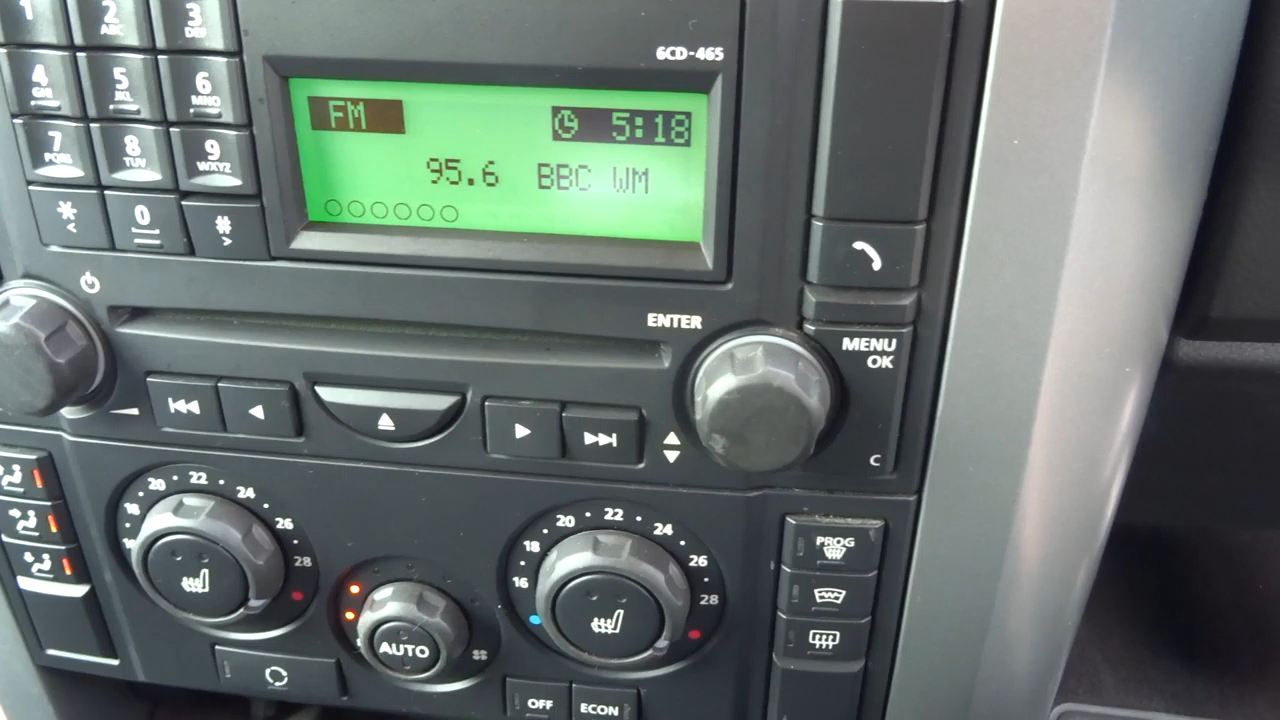 1 2 3
ABC DEF
6CD-465
4 5 6
GHI JKL MNO
7 8 9
PQRS TUV WXYZ
* 0 #
< >
FM 5:18
95.6 BBC WM
ENTER
MENU
OK
C
18 20 22 24 26 28
16 18 20 22 24 26 28
AUTO
PROG
OFF ECON